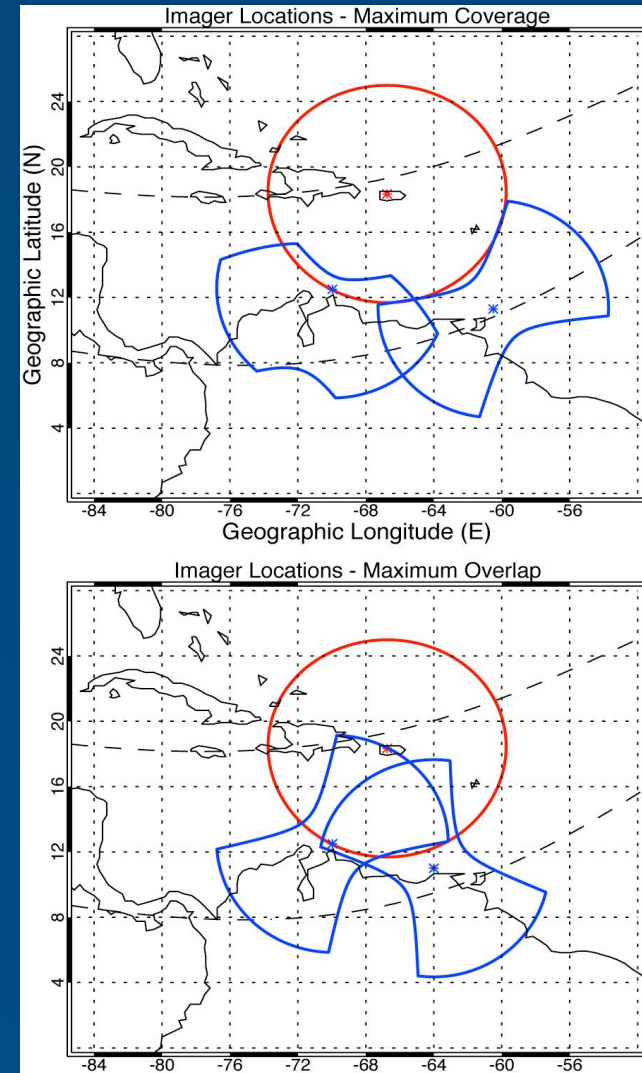 Imager Locations - Maximum Coverage
Geographic Latitude (N)
24
20
16
12
8
4
-84 -80 -76 -72 -68 -64 -60 -56
Geographic Longitude (E)
Imager Locations - Maximum Overlap
24
20
16
12
8
4
-84 -80 -76 -72 -68 -64 -60 -56